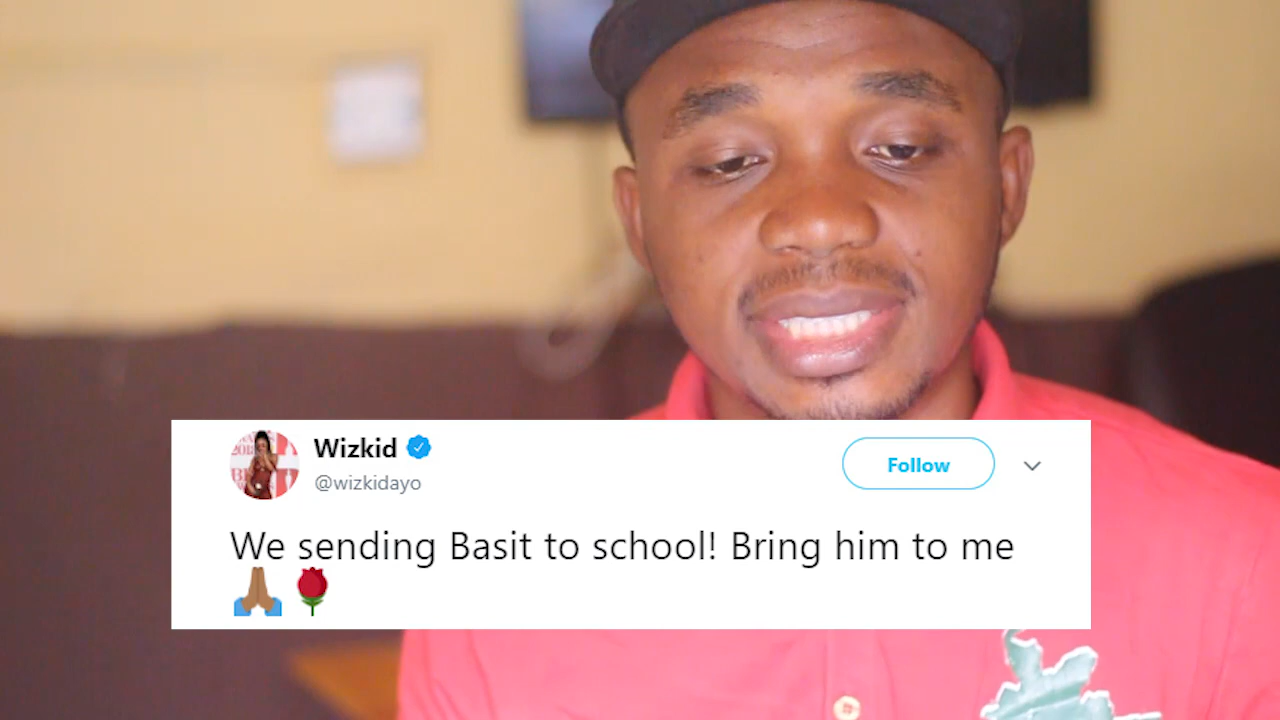 Wizkid
@wizkidayo
Follow
We sending Basit to school! Bring him to me
🙏🏽🌹